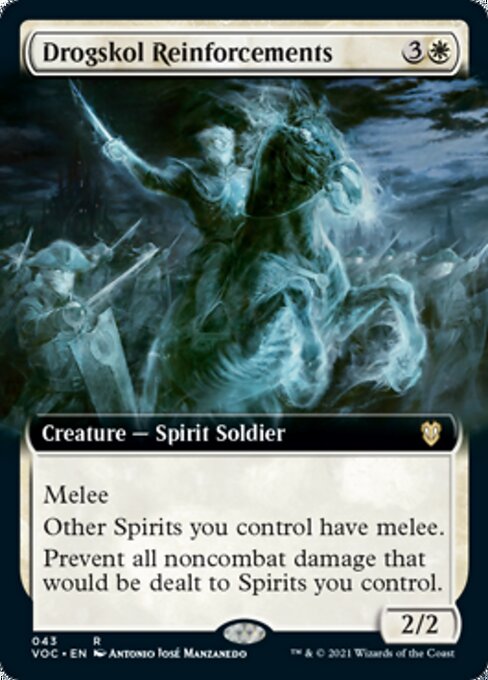 Drogskol Reinforcements 3
Creature — Spirit Soldier
Melee
Other Spirits you control have melee.
Prevent all noncombat damage that
would be dealt to Spirits you control.
2/2
043 R
VOC • EN Antonio José Manzanedo
™ & © 2021 Wizards of the Coast